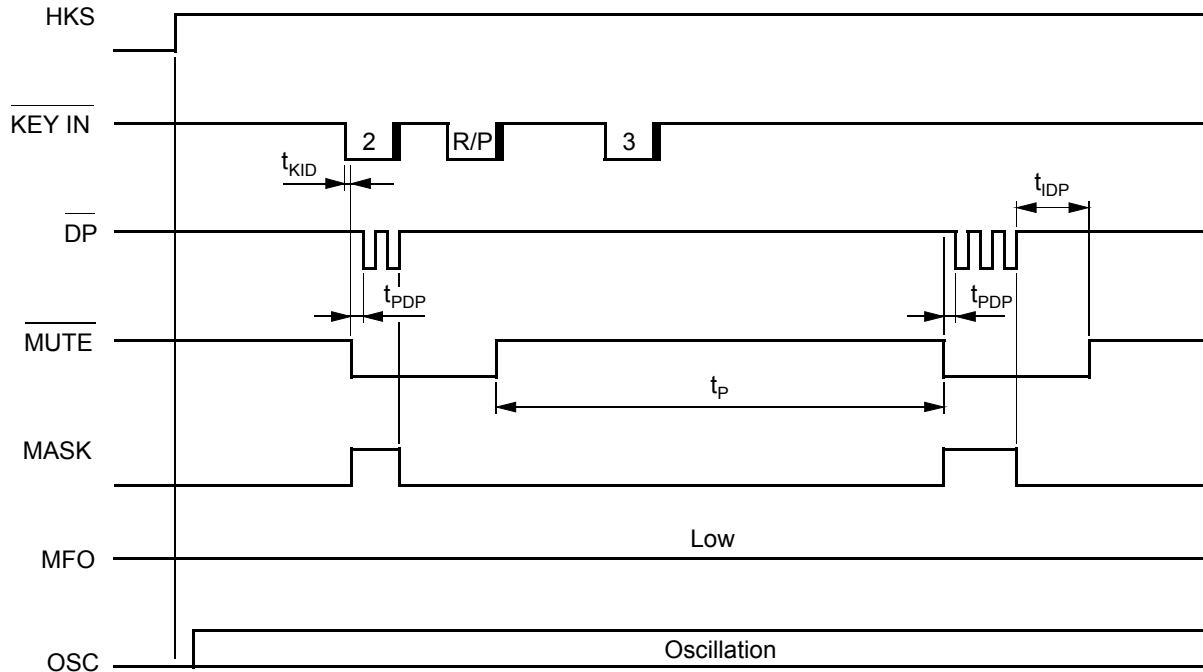 HKS
KEY IN
2
R/P
3
tKID
tIDP
DP
tPDP
tPDP
MUTE
tP
MASK
Low
MFO
Oscillation
OSC